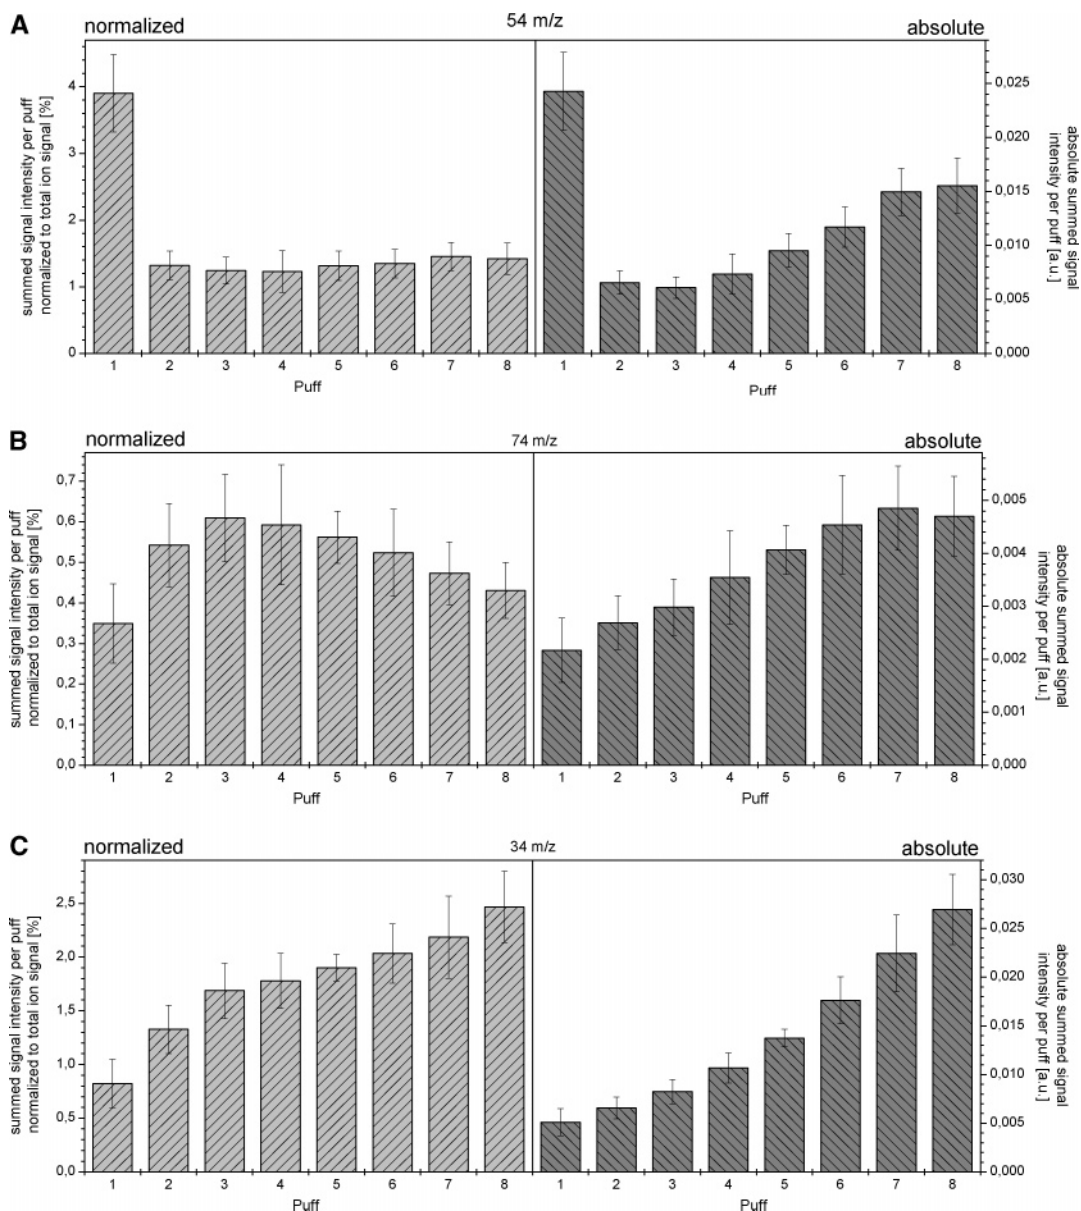 A
normalized
54 m/z
absolute
summed signal intensity per puff
normalized to total ion signal [%]
4
3
2
1
0
0,025
0,020
0,015
0,010
0,005
0,000
absolute summed signal
intensity per puff [a.u.]
1 2 3 4 5 6 7 8 1 2 3 4 5 6 7 8
Puff Puff
B
normalized
74 m/z
absolute
summed signal intensity per puff
normalized to total ion signal [%]
0,7
0,6
0,5
0,4
0,3
0,2
0,1
0,0
0,005
0,004
0,003
0,002
0,001
0,000
absolute summed signal
intensity per puff [a.u.]
1 2 3 4 5 6 7 8 1 2 3 4 5 6 7 8
Puff Puff
C
normalized
34 m/z
absolute
summed signal intensity per puff
normalized to total ion signal [%]
2,5
2,0
1,5
1,0
0,5
0,0
0,030
0,025
0,020
0,015
0,010
0,005
0,000
absolute summed signal
intensity per puff [a.u.]
1 2 3 4 5 6 7 8 1 2 3 4 5 6 7 8
Puff Puff